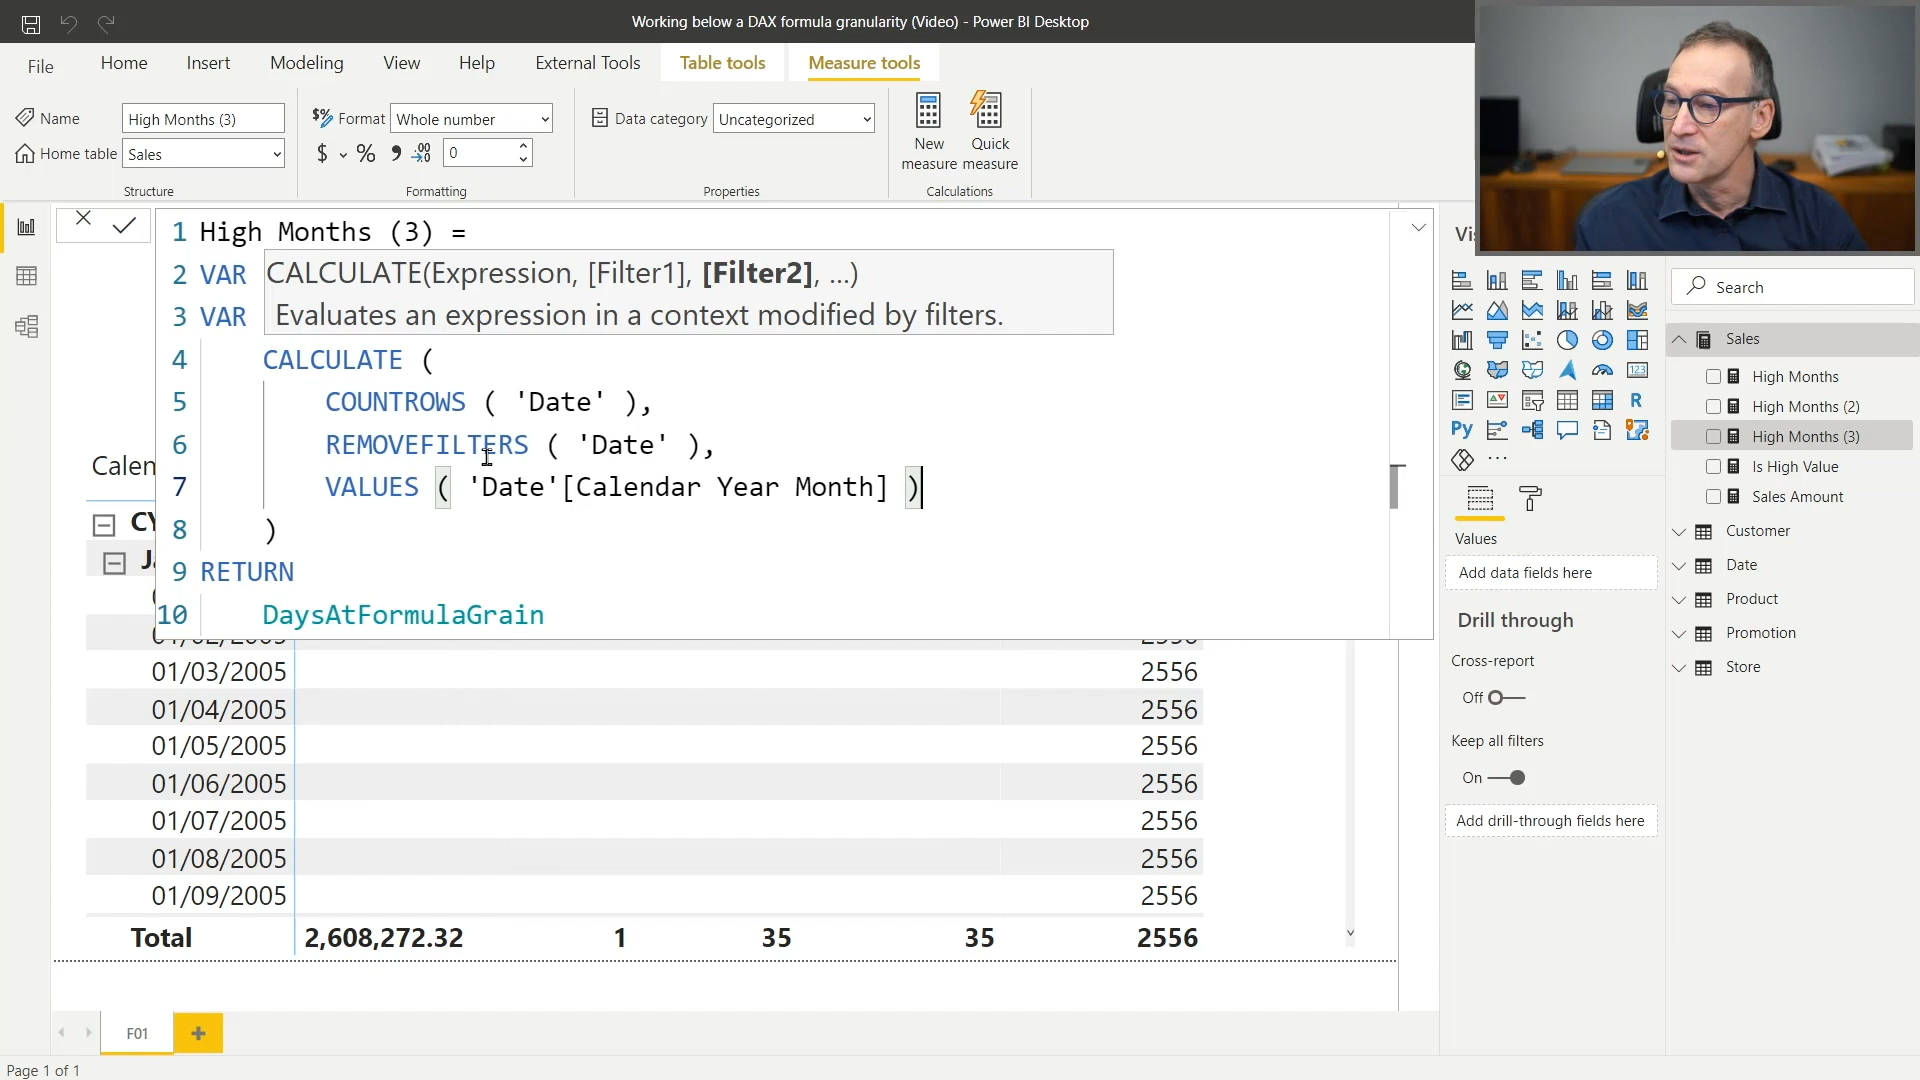 Working below a DAX formula granularity (Video) - Power BI Desktop
File
Home
Insert
Modeling
View
Help
External Tools
Table tools
Measure tools
Name
High Months (3)
Home table
Sales
Structure
Format
Whole number
$
%
0
Formatting
Data category
Uncategorized
Properties
New
measure
Quick
measure
Calculations
1 High Months (3) =
2 VAR
CALCULATE(Expression, [Filter1], [Filter2], ...)
3 VAR
Evaluates an expression in a context modified by filters.
4 CALCULATE (
5 COUNTROWS ( 'Date' ),
6 REMOVEFILTERS ( 'Date' ),
7 VALUES ( 'Date'[Calendar Year Month] )
8 )
9 RETURN
10 DaysAtFormulaGrain
Calen
CY
01/03/2005 2556
01/04/2005 2556
01/05/2005 2556
01/06/2005 2556
01/07/2005 2556
01/08/2005 2556
01/09/2005 2556
Total 2,608,272.32 1 35 35 2556
F01
Page 1 of 1
123
R
Py
Values
Add data fields here
Drill through
Cross-report
Off
Keep all filters
On
Add drill-through fields here
Search
Sales
High Months
High Months (2)
High Months (3)
Is High Value
Sales Amount
Customer
Date
Product
Promotion
Store